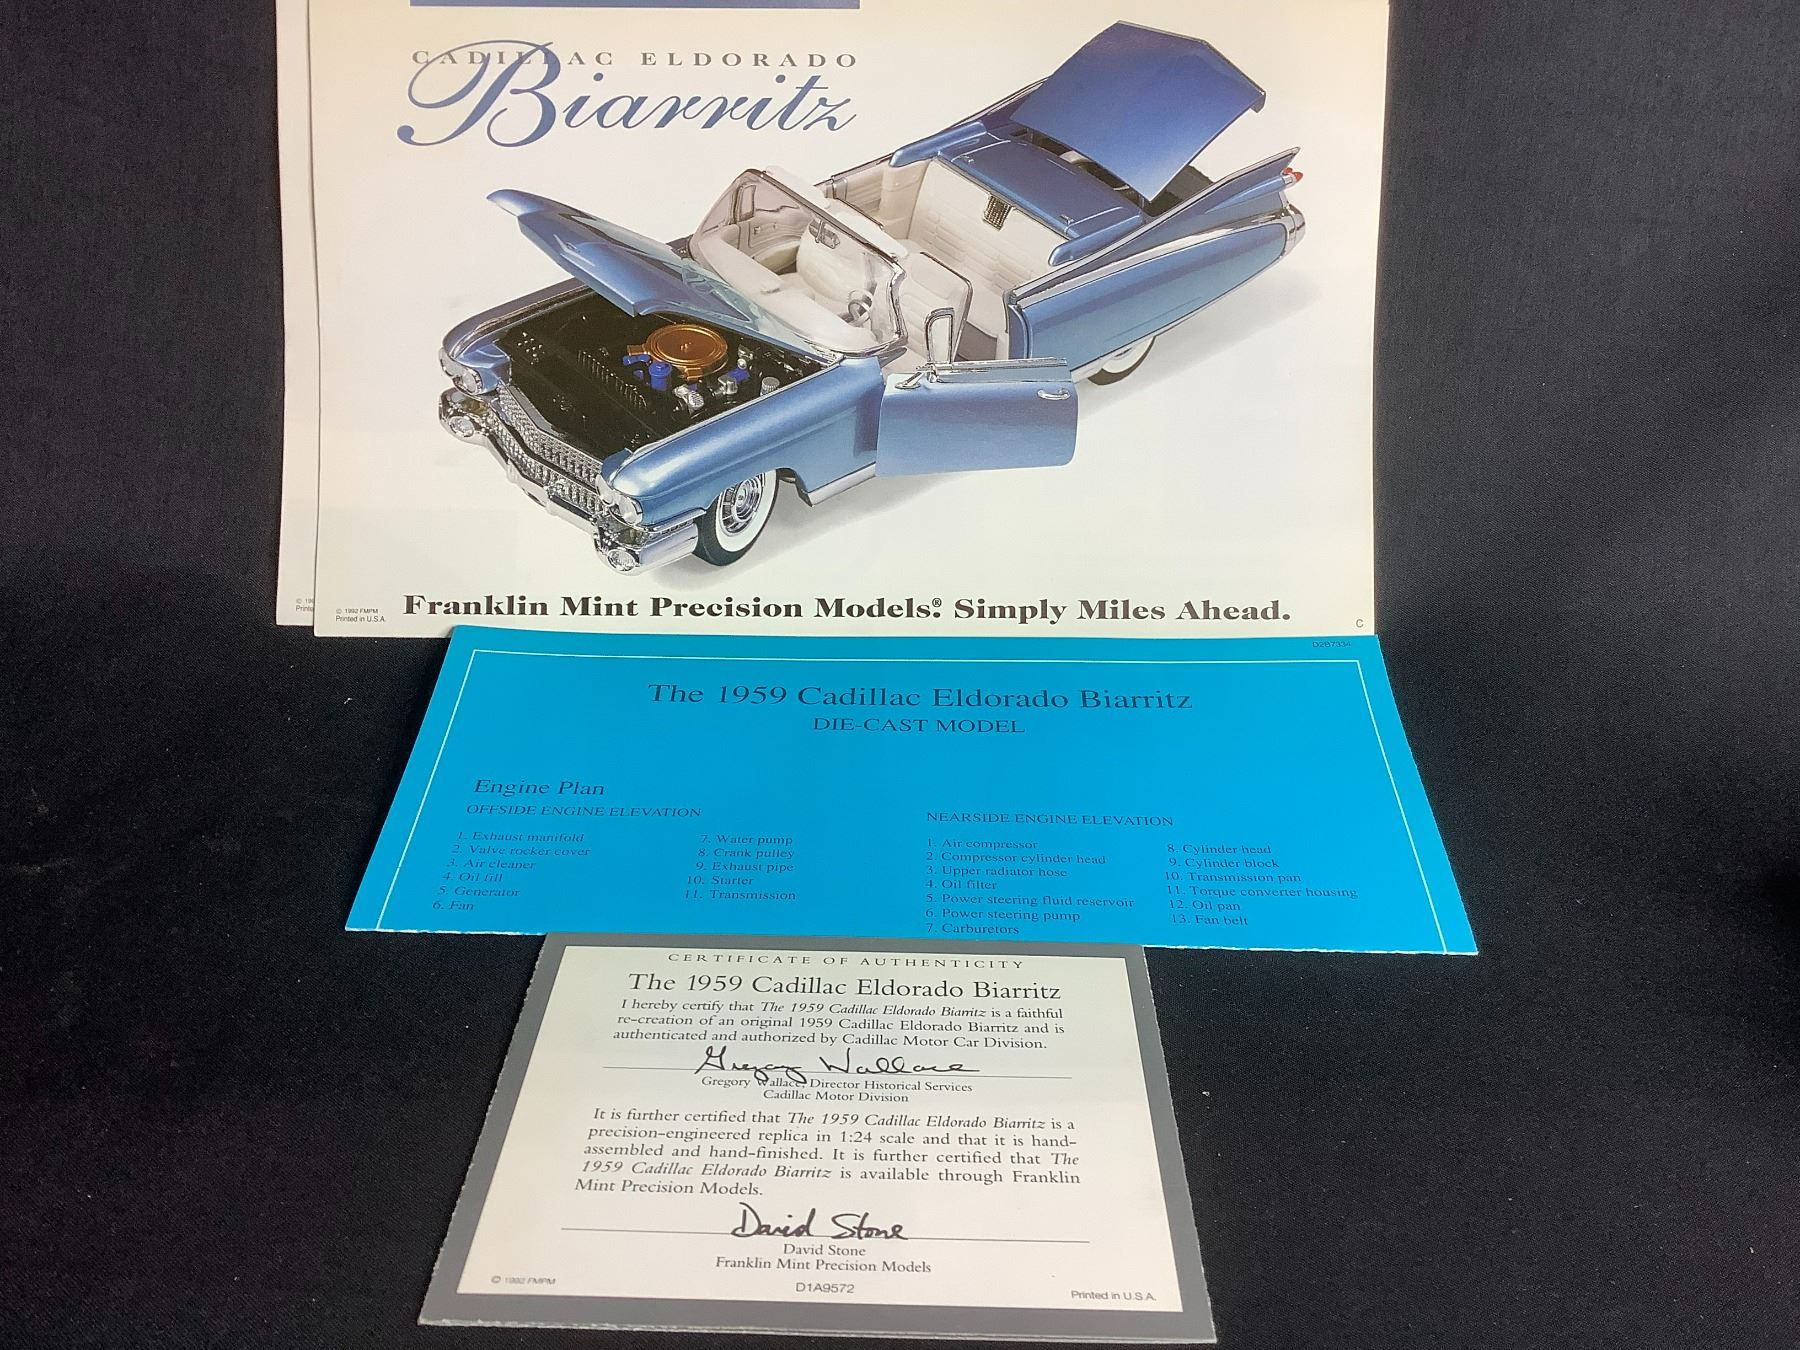 CADILLAC ELDORADO
Biarritz
© 1992 FMPM
Printed in U.S.A.
Franklin Mint Precision Models.® Simply Miles Ahead.
C
D2B7334
The 1959 Cadillac Eldorado Biarritz
DIE-CAST MODEL
Engine Plan
OFFSIDE ENGINE ELEVATION
1. Exhaust manifold
2. Valve rocker cover
3. Air cleaner
4. Oil fill
5. Generator
6. Fan
7. Water pump
8. Crank pulley
9. Exhaust pipe
10. Starter
11. Transmission
NEARSIDE ENGINE ELEVATION
1. Air compressor
2. Compressor cylinder head
3. Upper radiator hose
4. Oil filter
5. Power steering fluid reservoir
6. Power steering pump
7. Carburetors
8. Cylinder head
9. Cylinder block
10. Transmission pan
11. Torque converter housing
12. Oil pan
13. Fan belt
CERTIFICATE OF AUTHENTICITY
The 1959 Cadillac Eldorado Biarritz
I hereby certify that The 1959 Cadillac Eldorado Biarritz is a faithful
re-creation of an original 1959 Cadillac Eldorado Biarritz and is
authenticated and authorized by Cadillac Motor Car Division.
Gregory Wallace
Gregory Wallace, Director Historical Services
Cadillac Motor Division
It is further certified that The 1959 Cadillac Eldorado Biarritz is a
precision-engineered replica in 1:24 scale and that it is hand-
assembled and hand-finished. It is further certified that The
1959 Cadillac Eldorado Biarritz is available through Franklin
Mint Precision Models.
David Stone
David Stone
Franklin Mint Precision Models
© 1992 FMPM
D1A9572
Printed in U.S.A.